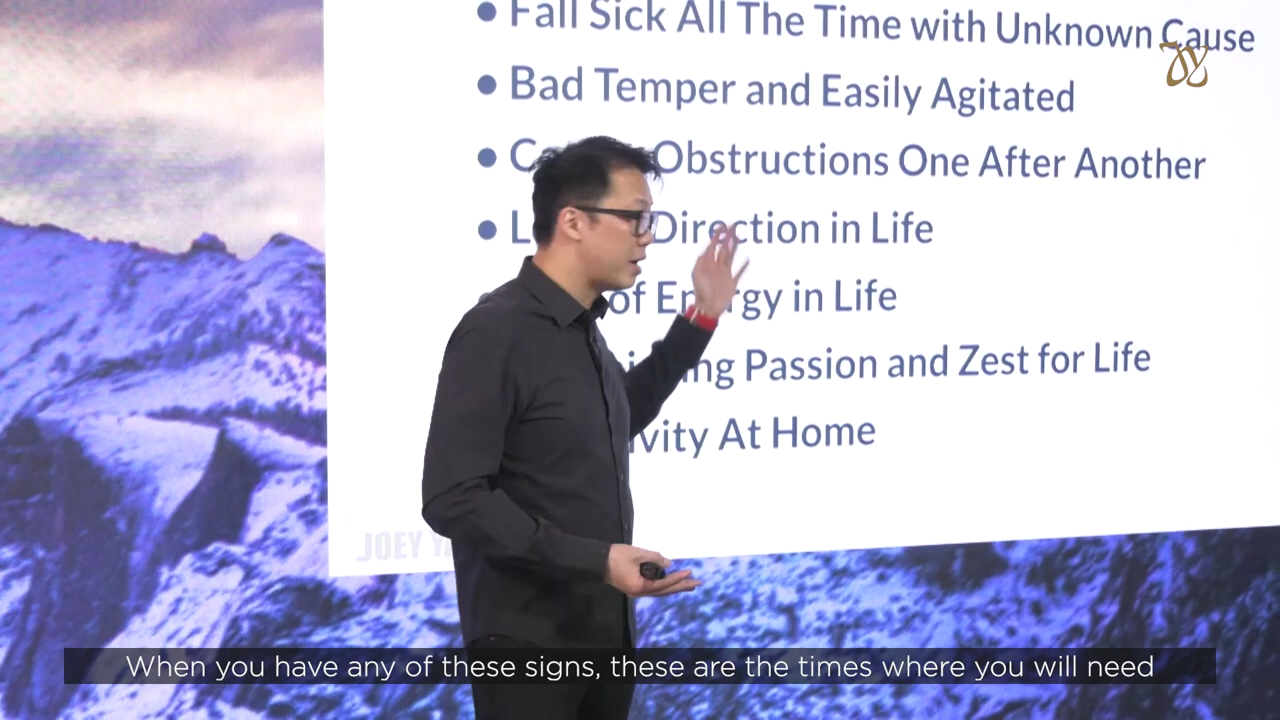 • Fall Sick All The Time with Unknown Cause
• Bad Temper and Easily Agitated
• Obstructions One After Another
• Direction in Life
of Energy in Life
Passion and Zest for Life
At Home
JOEY
When you have any of these signs, these are the times where you will need